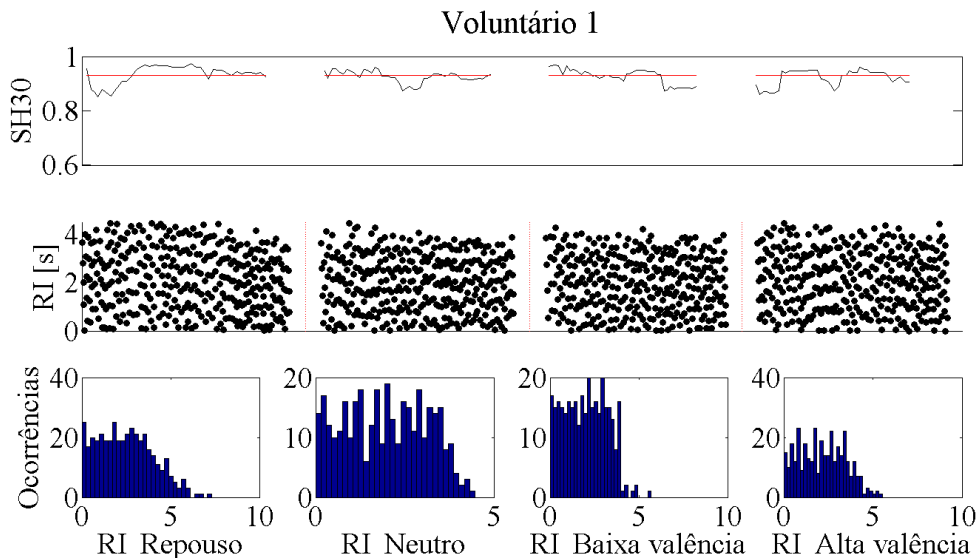 Voluntário 1
SH30
1
0.8
0.6
RI [s]
4
2
0
Ocorrências
40
20
0
0 5 10
RI Repouso
20
10
0
0 5
RI Neutro
20
10
0
0 5 10
RI Baixa valência
40
20
0
0 5 10
RI Alta valência